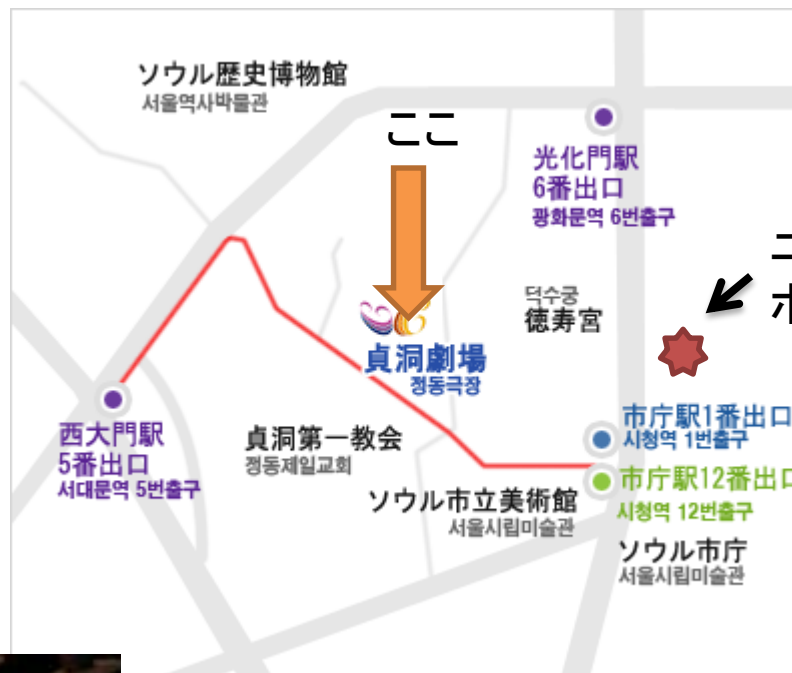 ソウル歴史博物館
서울역사박물관
ここ
光化門駅
6番出口
광화문역 6번출구
덕수궁
徳寿宮
貞洞劇場
정동극장
市庁駅1番出口
시청역 1번출구
西大門駅
5番出口
서대문역 5번출구
貞洞第一教会
정동제일교회
市庁駅12番出口
시청역 12번출구
ソウル市立美術館
서울시립미술관
ソウル市庁
서울시립미술관